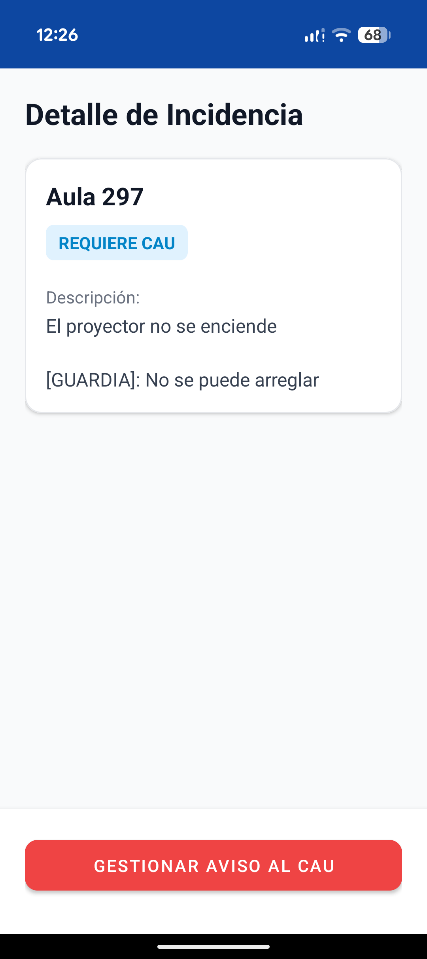 12:26
68
Detalle de Incidencia
Aula 297
REQUIERE CAU
Descripción:
El proyector no se enciende
[GUARDIA]: No se puede arreglar
GESTIONAR AVISO AL CAU